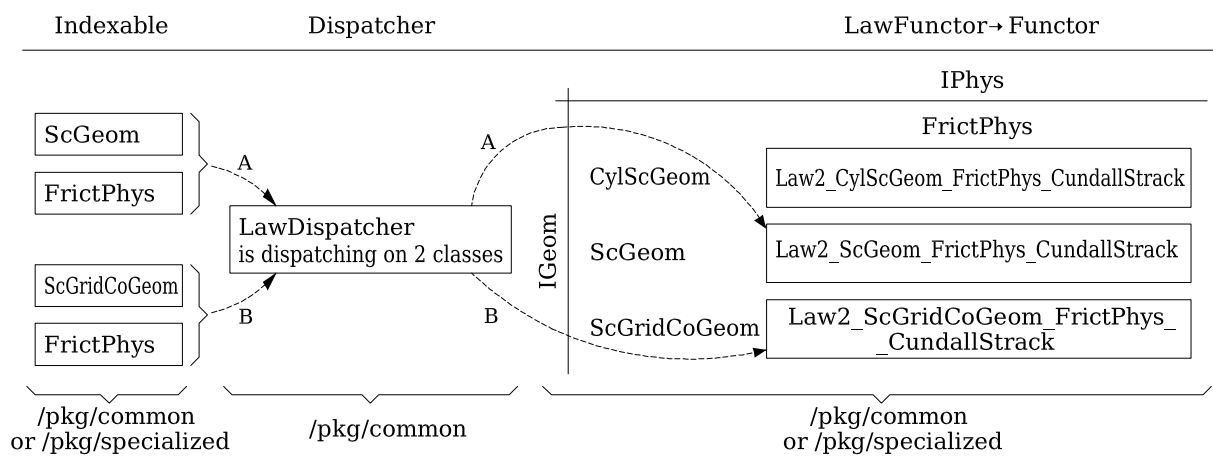 Indexable
Dispatcher
LawFunctor→ Functor
IPhys
FrictPhys
ScGeom
FrictPhys
A
A
LawDispatcher
is dispatching on 2 classes
ScGridCoGeom
FrictPhys
B
B
IGeom
CylScGeom
Law2_CylScGeom_FrictPhys_CundallStrack
ScGeom
Law2_ScGeom_FrictPhys_CundallStrack
ScGridCoGeom
Law2_ScGridCoGeom_FrictPhys_
_CundallStrack
/pkg/common
or /pkg/specialized
/pkg/common
/pkg/common
or /pkg/specialized